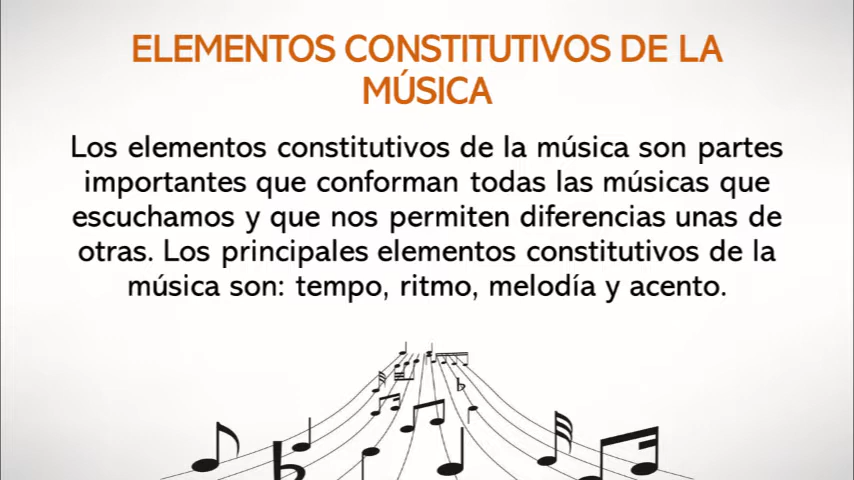 ELEMENTOS CONSTITUTIVOS DE LA
MÚSICA
Los elementos constitutivos de la música son partes
importantes que conforman todas las músicas que
escuchamos y que nos permiten diferencias unas de
otras. Los principales elementos constitutivos de la
música son: tempo, ritmo, melodía y acento.